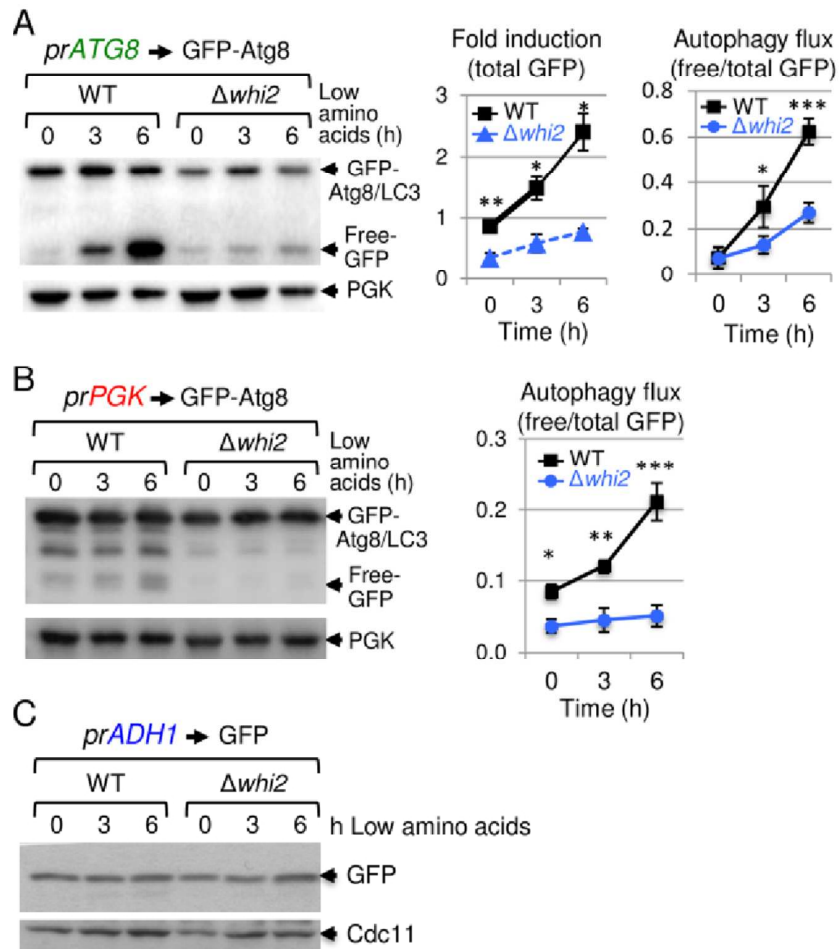 A
prATG8 → GFP-Atg8
WT Δwhi2 Low
amino
0 3 6 0 3 6 acids (h)
GFP-
Atg8/LC3
Free-
GFP
PGK
Fold induction
(total GFP)
WT
Δwhi2
** * *
3
2
1
0
0 3 6
Time (h)
Autophagy flux
(free/total GFP)
WT
Δwhi2
* ***
0.8
0.6
0.4
0.2
0
0 3 6
Time (h)
B
prPGK → GFP-Atg8
WT Δwhi2 Low
amino
0 3 6 0 3 6 acids (h)
GFP-
Atg8/LC3
Free-
GFP
PGK
Autophagy flux
(free/total GFP)
WT
Δwhi2
* ** ***
0.3
0.2
0.1
0.0
0 3 6
Time (h)
C
prADH1 → GFP
WT Δwhi2
0 3 6 0 3 6 h Low amino acids
GFP
Cdc11